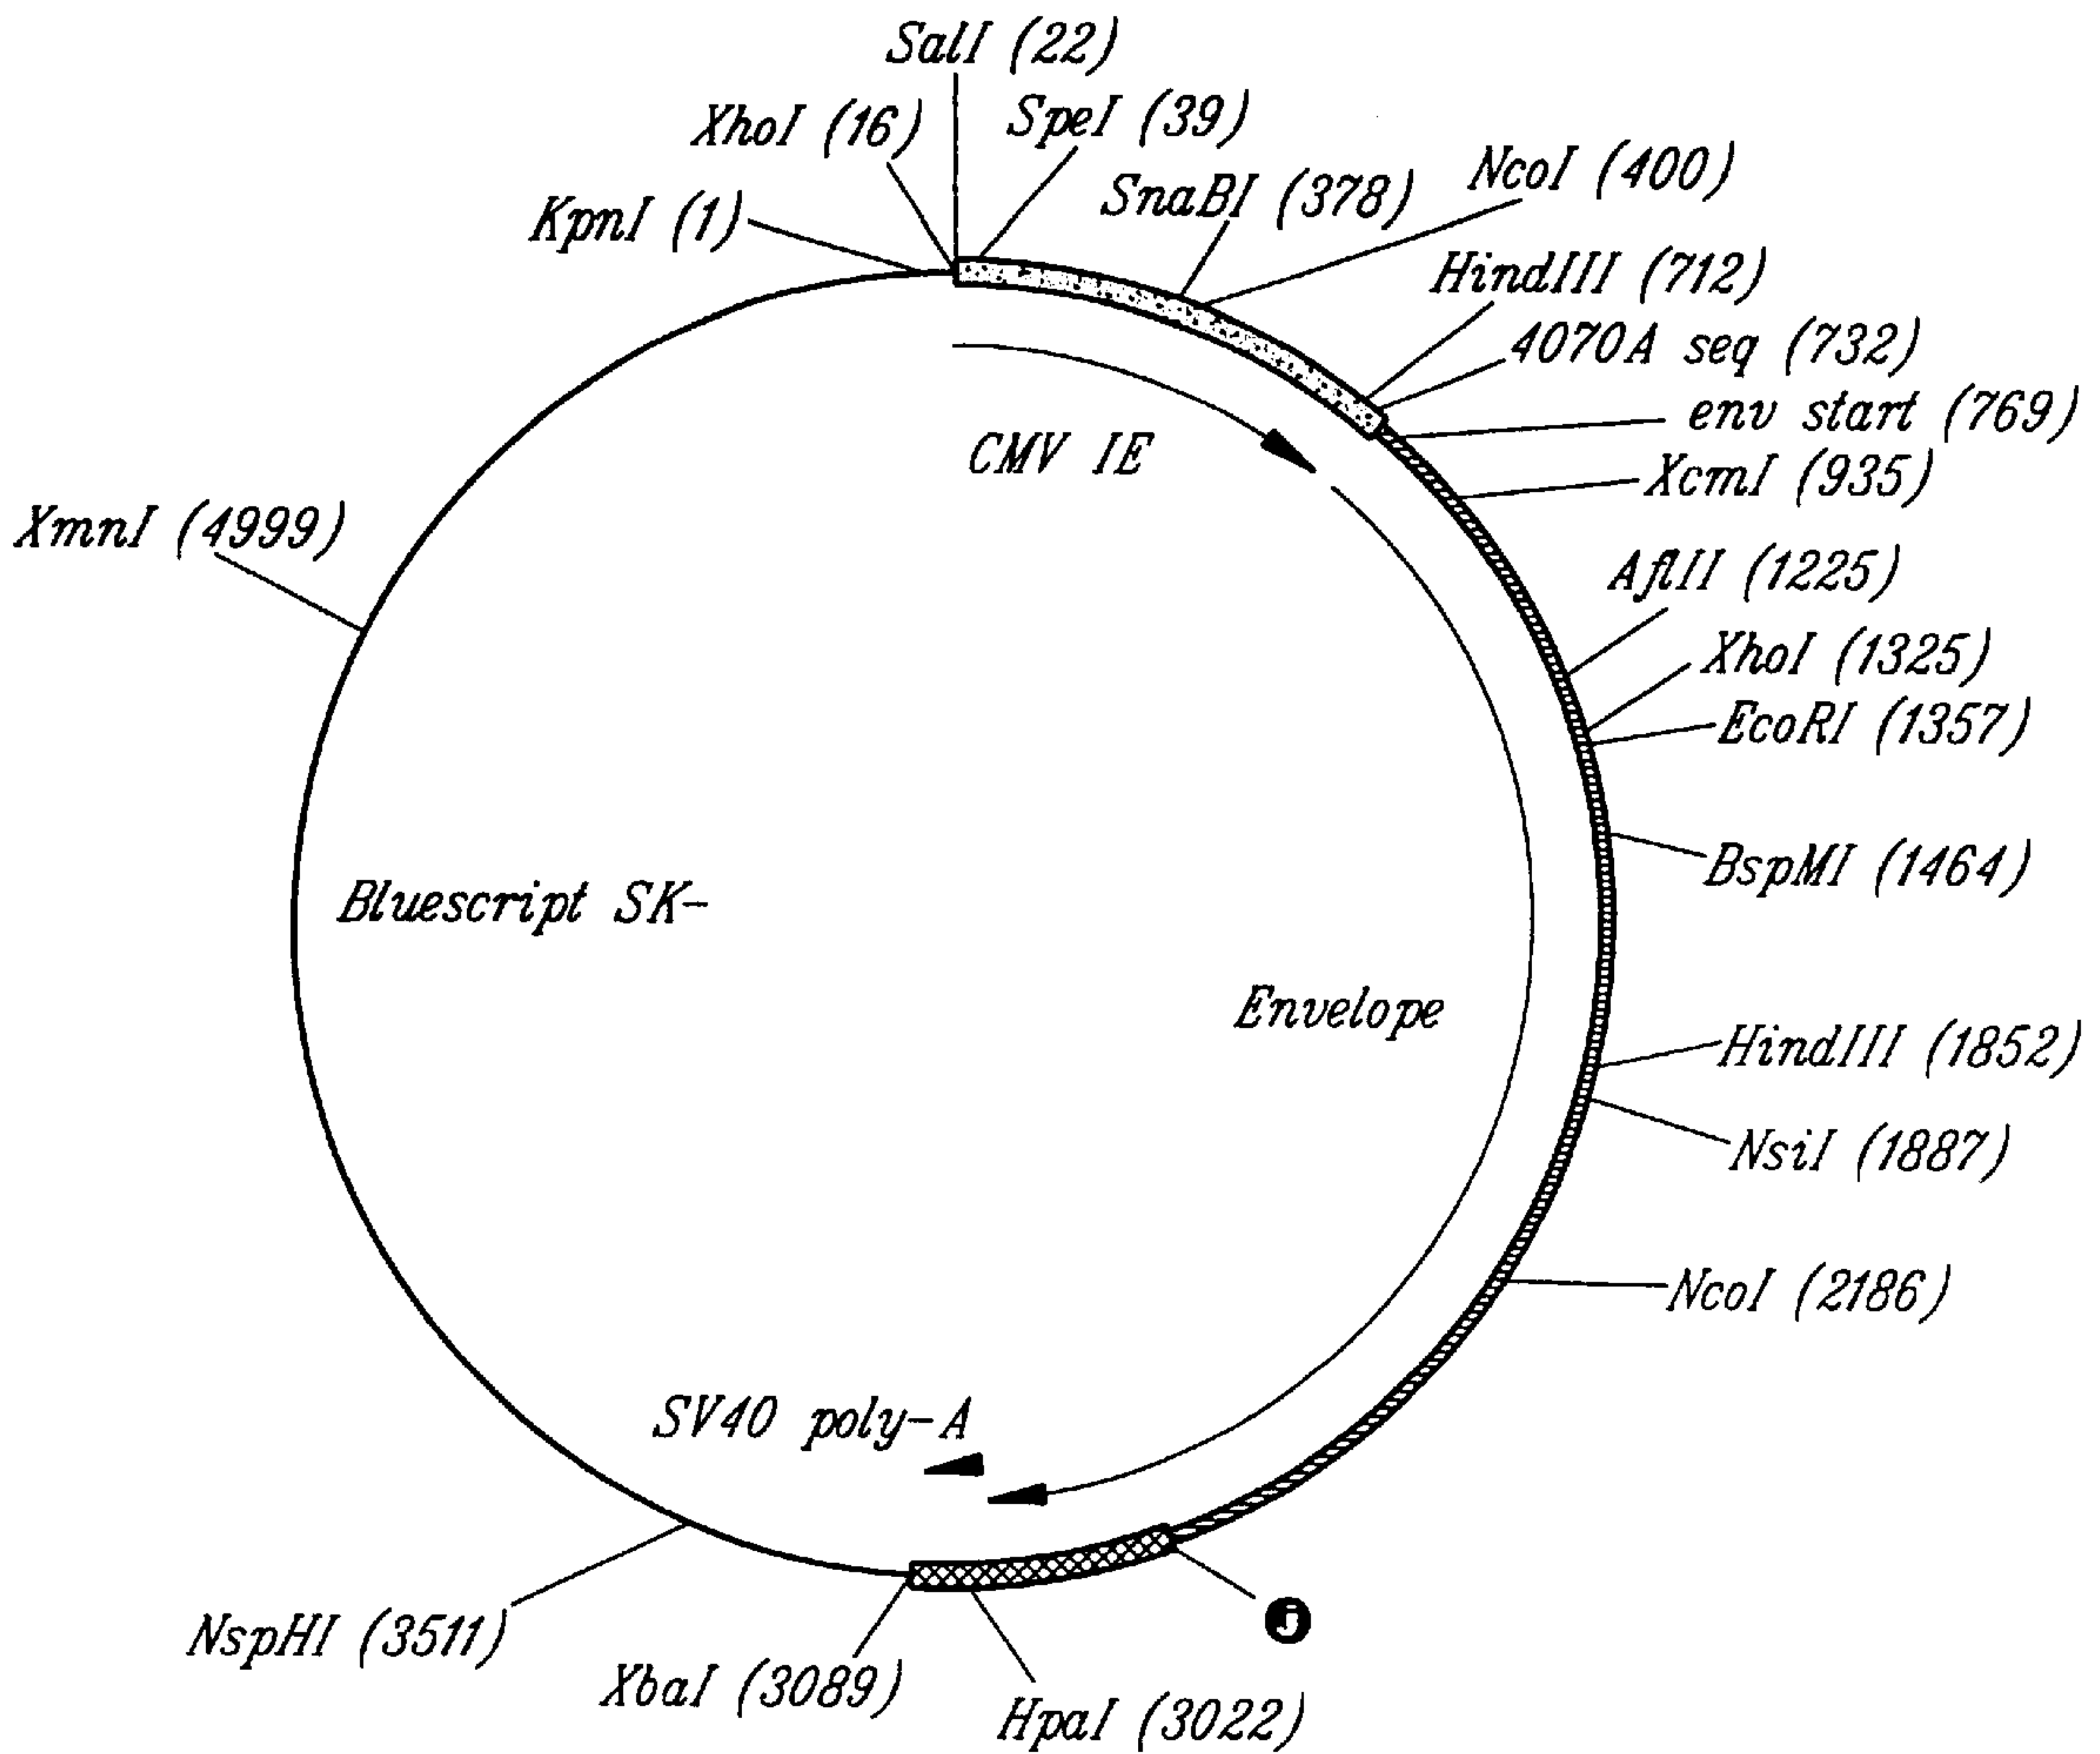 SalI (22)
XhoI (16)
SpeI (39)
NcoI (400)
SnaBI (378)
KpnI (1)
HindIII (712)
4070A seq (732)
env start (769)
CMV IE
XcmI (935)
XmnI (4999)
AflII (1225)
XhoI (1325)
EcoRI (1357)
BspMI (1464)
Bluescript SK-
Envelope
HindIII (1852)
NsiI (1887)
NcoI (2186)
SV40 poly-A
j
NspHI (3511)
XbaI (3089)
HpaI (3022)